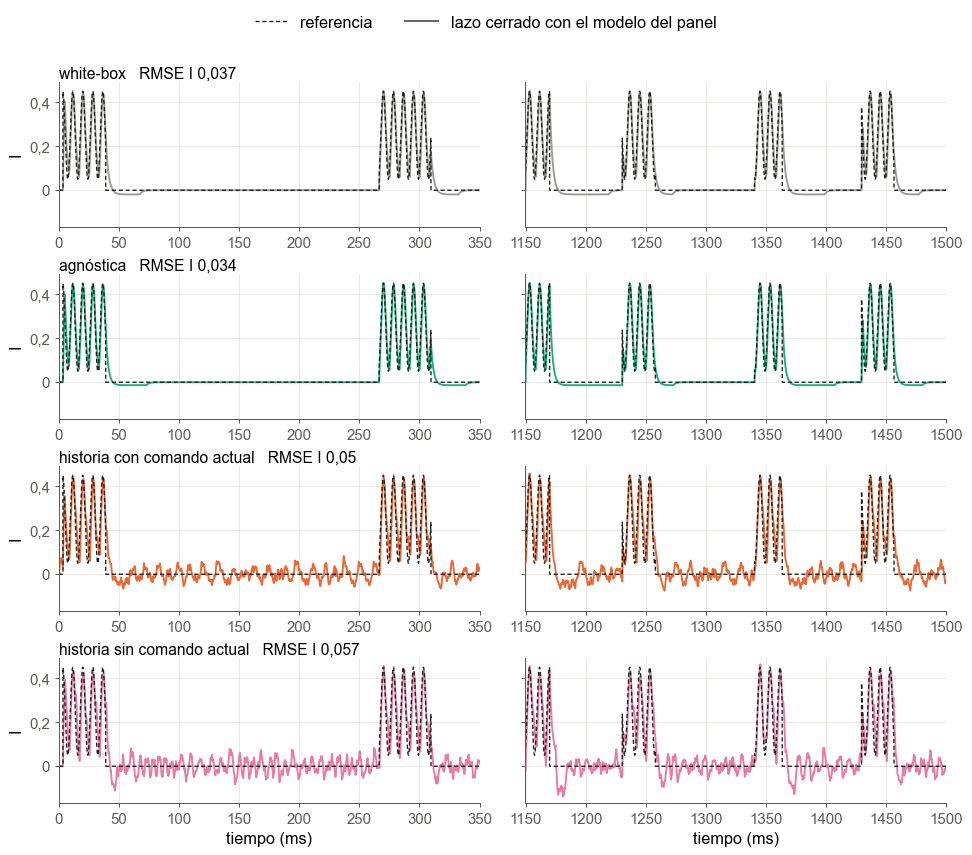 referencia lazo cerrado con el modelo del panel
white-box RMSE I 0,037
0,4
0,2
0
I
0 50 100 150 200 250 300 350
1150 1200 1250 1300 1350 1400 1450 1500
agnóstica RMSE I 0,034
0,4
0,2
0
I
0 50 100 150 200 250 300 350
1150 1200 1250 1300 1350 1400 1450 1500
historia con comando actual RMSE I 0,05
0,4
0,2
0
I
0 50 100 150 200 250 300 350
1150 1200 1250 1300 1350 1400 1450 1500
historia sin comando actual RMSE I 0,057
0,4
0,2
0
I
0 50 100 150 200 250 300 350
1150 1200 1250 1300 1350 1400 1450 1500
tiempo (ms) tiempo (ms)